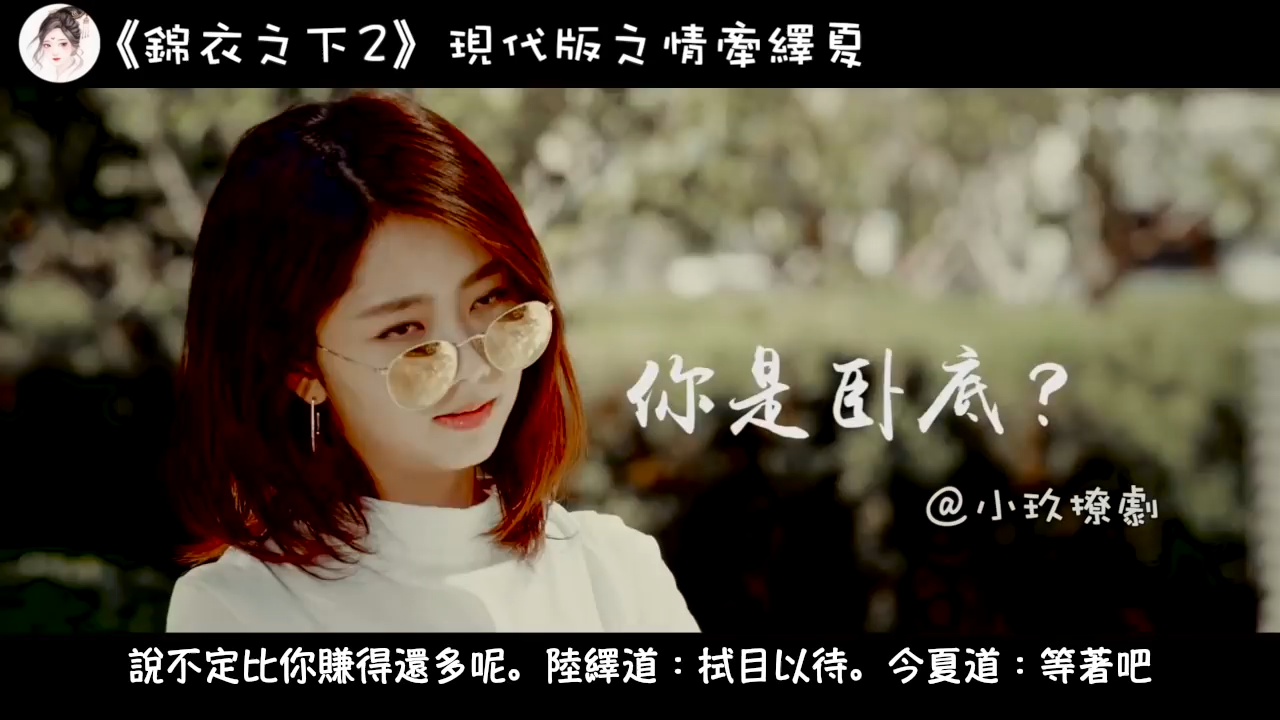 《錦衣之下2》現代版之情牽繹夏
你是卧底？
@小玖撩劇
說不定比你賺得還多呢。陸繹道：拭目以待。今夏道：等著吧